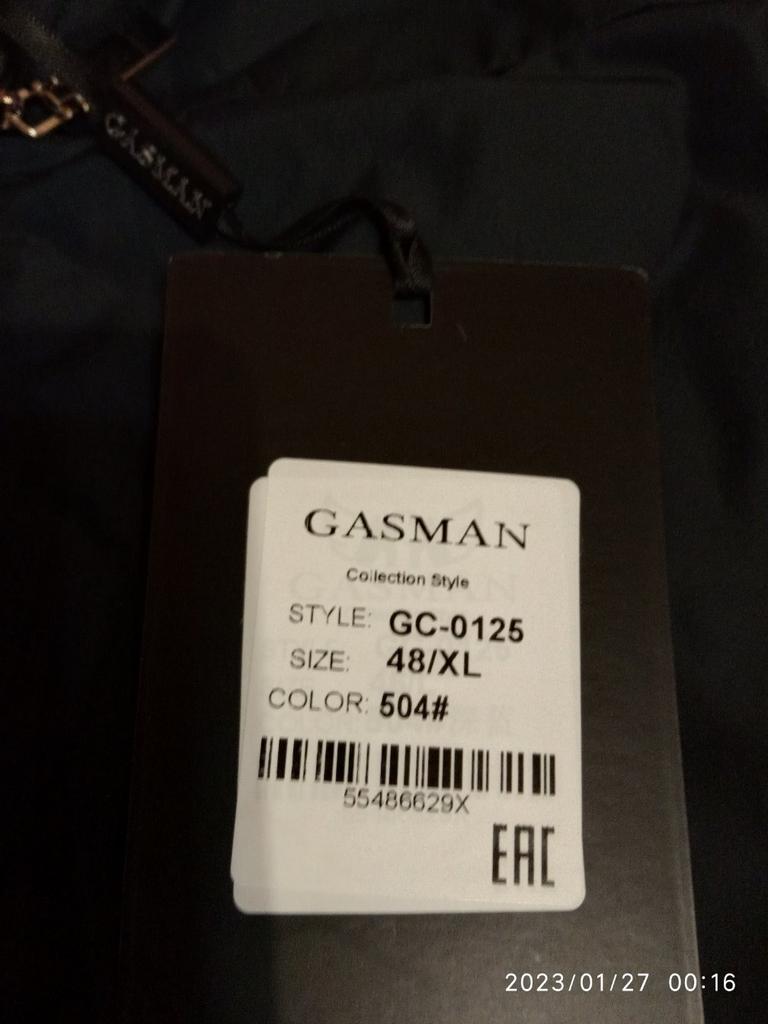 GASMAN
GASMAN
Collection Style
STYLE: GC-0125
SIZE: 48/XL
COLOR: 504#
55486629X
EAC
2023/01/27 00:16